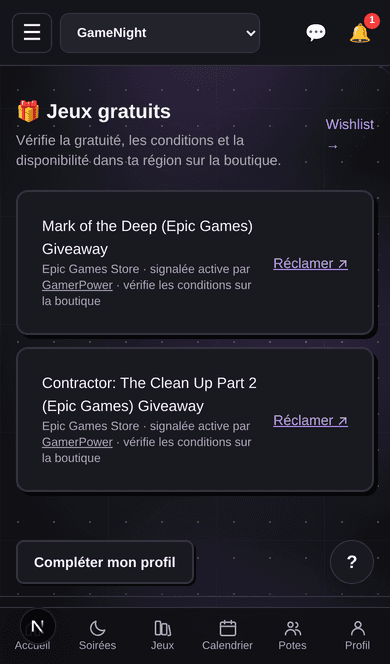 GameNight
1
🎁 Jeux gratuits
Vérifie la gratuité, les conditions et la
disponibilité dans ta région sur la boutique.
Wishlist
→
Mark of the Deep (Epic Games)
Giveaway
Epic Games Store · signalée active par
GamerPower · vérifie les conditions sur
la boutique
Réclamer ↗
Contractor: The Clean Up Part 2
(Epic Games) Giveaway
Epic Games Store · signalée active par
GamerPower · vérifie les conditions sur
la boutique
Réclamer ↗
Compléter mon profil
?
N
Accueil
Soirées
Jeux
Calendrier
Potes
Profil